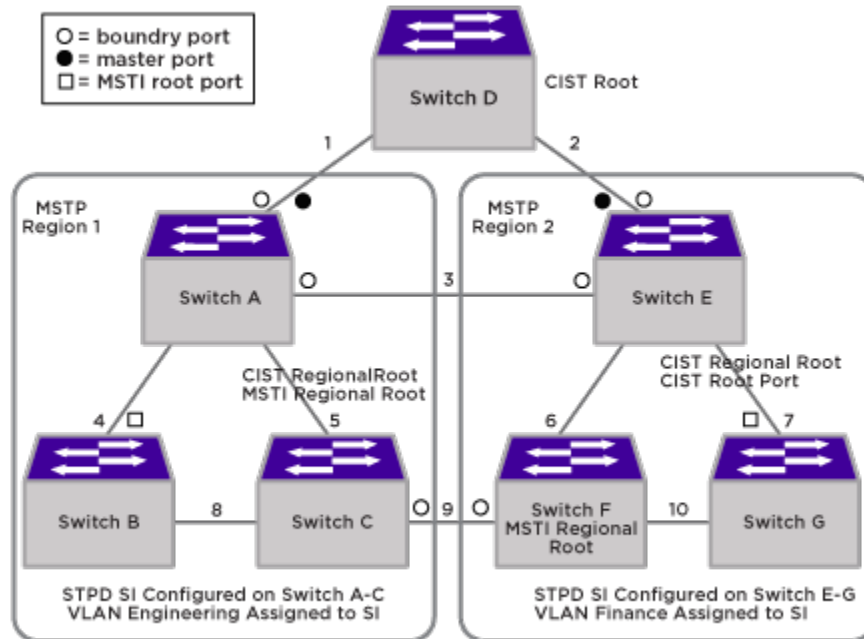 ○ = boundry port
● = master port
□ = MSTI root port
Switch D
CIST Root
1
2
MSTP
Region 1
MSTP
Region 2
Switch A
3
Switch E
CIST RegionalRoot
MSTI Regional Root
CIST Regional Root
CIST Root Port
4
5
6
7
Switch B
8
Switch C
9
Switch F
MSTI Regional
Root
10
Switch G
STPD SI Configured on Switch A-C
VLAN Engineering Assigned to SI
STPD SI Configured on Switch E-G
VLAN Finance Assigned to SI